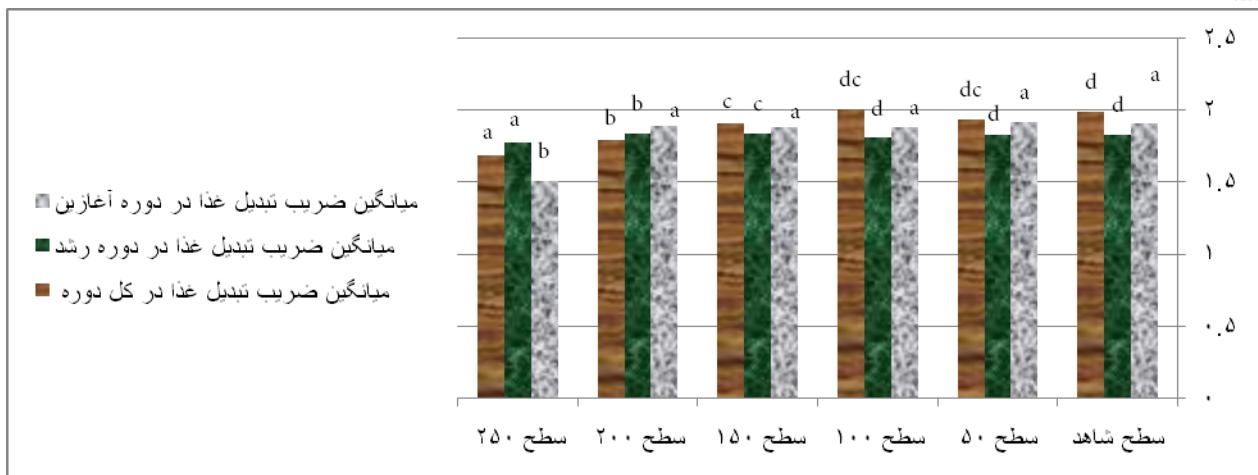 ۲.۵
۲
۱.۵
۱
۰.۵
۰
a a b
b b a
c c a
dc d a
dc d a
d d a
سطح شاهد
سطح ۵۰
سطح ۱۰۰
سطح ۱۵۰
سطح ۲۰۰
سطح ۲۵۰
میانگین ضریب تبدیل غذا در دوره آغازین
میانگین ضریب تبدیل غذا در دوره رشد
میانگین ضریب تبدیل غذا در کل دوره